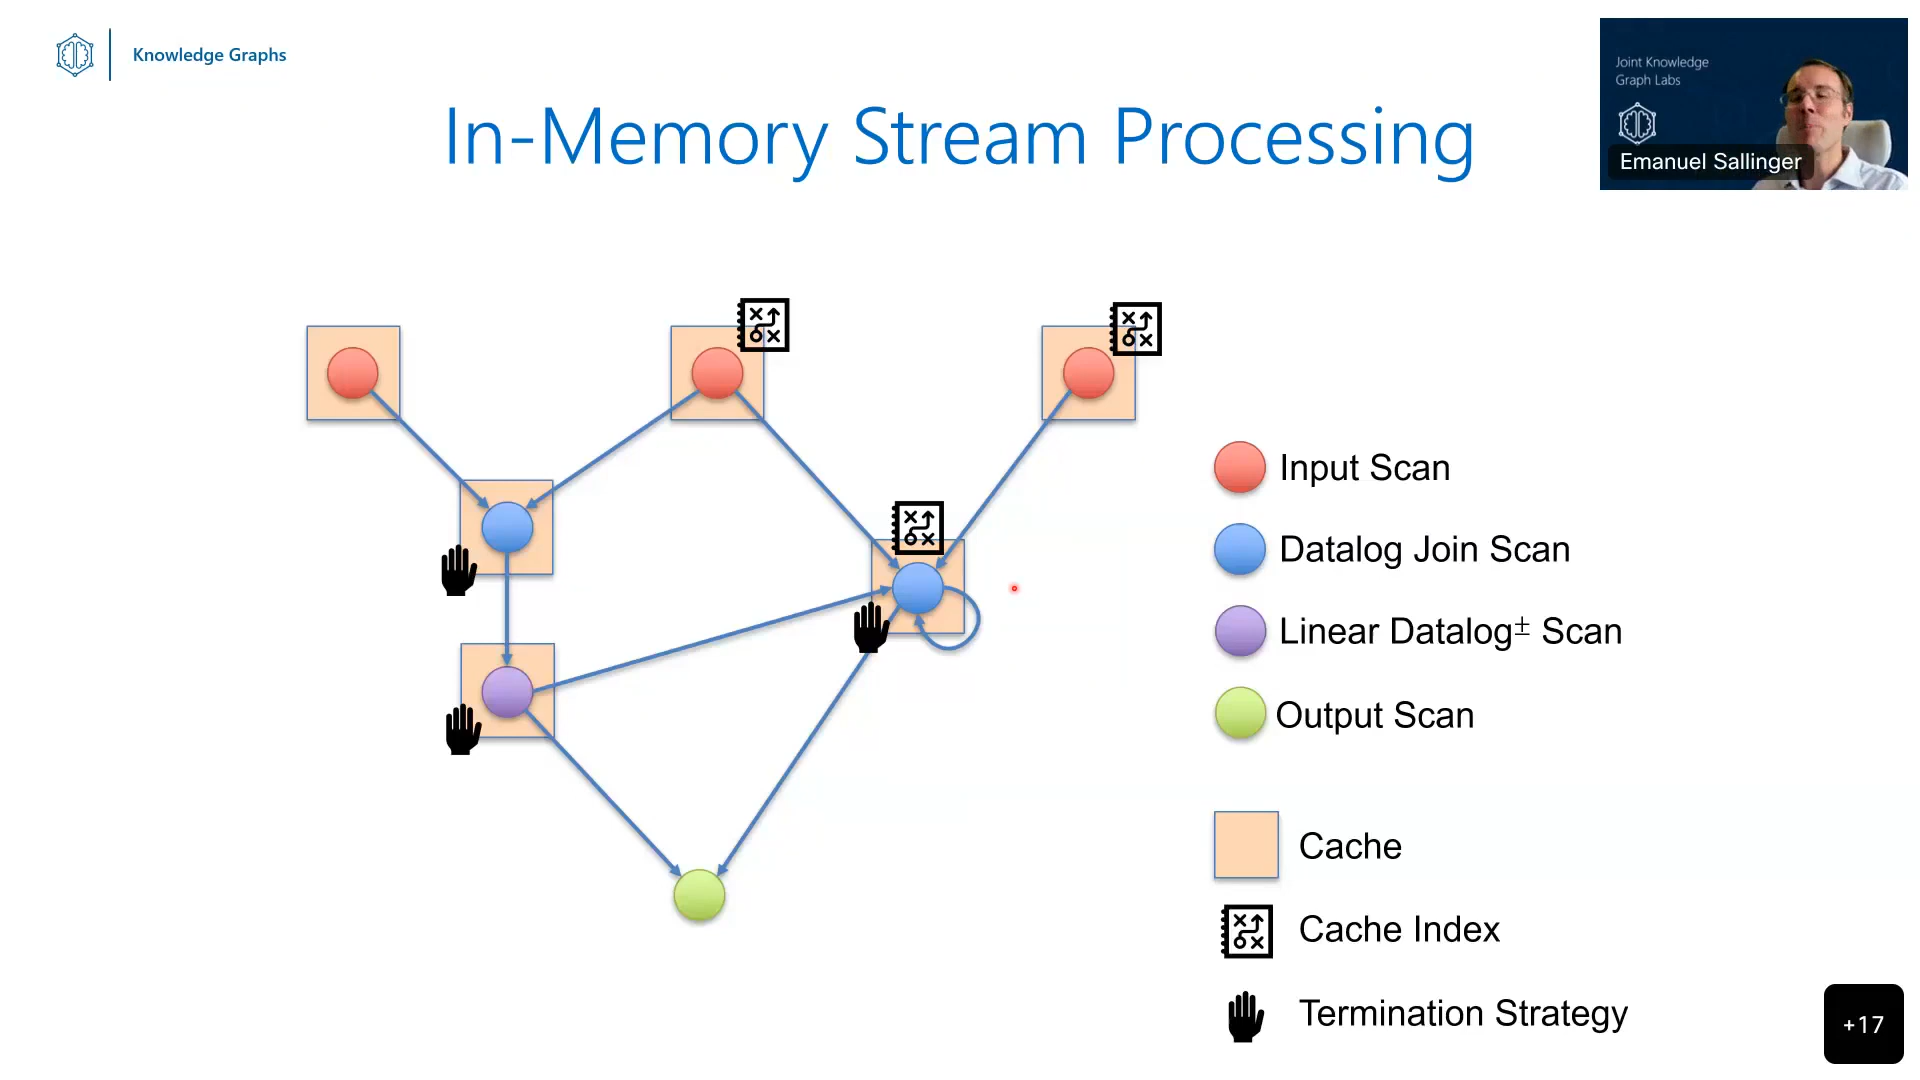 Knowledge Graphs
In-Memory Stream Processing
Joint Knowledge
Graph Labs
Emanuel Sallinger
Input Scan
Datalog Join Scan
Linear Datalog± Scan
Output Scan
Cache
Cache Index
Termination Strategy
+17